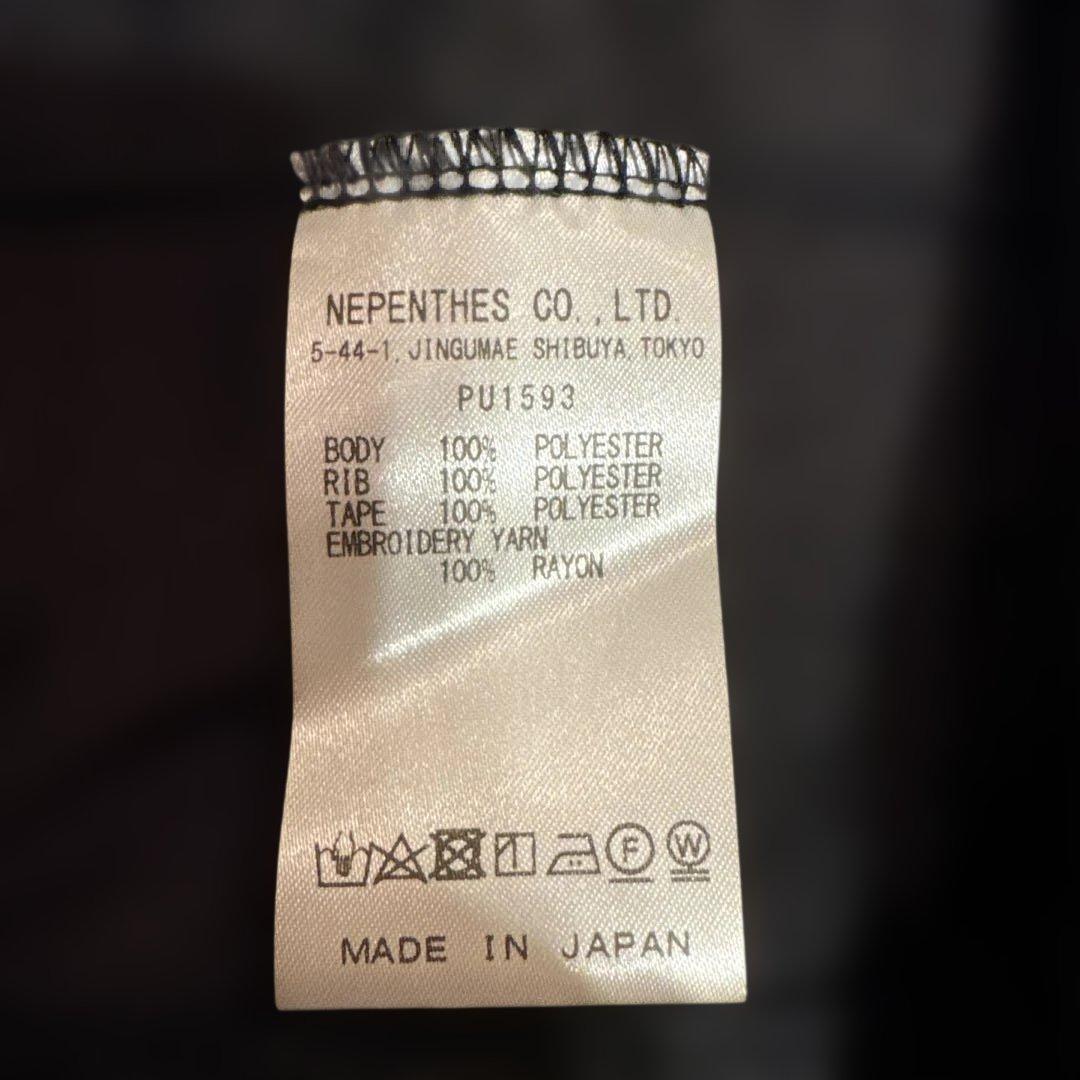 NEPENTHES CO.,LTD.
5-44-1, JINGUMAE SHIBUYA, TOKYO
PU1593
BODY 100% POLYESTER
RIB 100% POLYESTER
TAPE 100% POLYESTER
EMBROIDERY YARN
100% RAYON
F W
MADE IN JAPAN